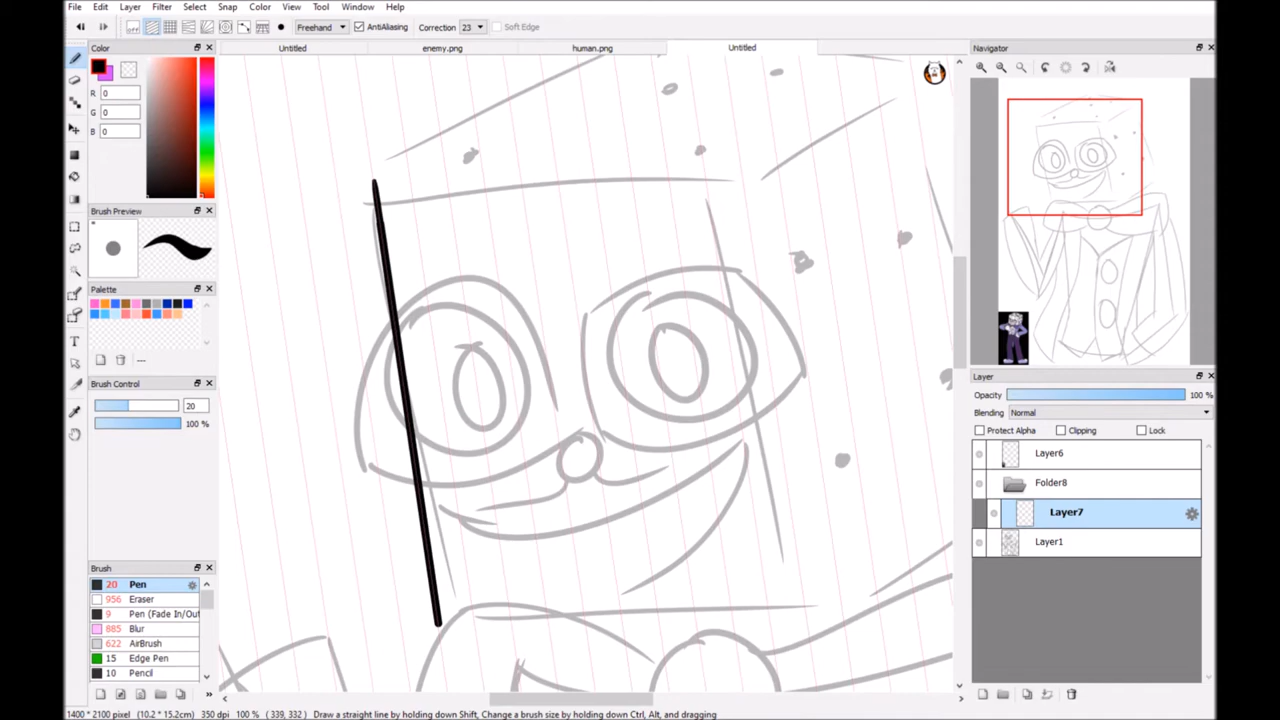 File Edit Filter Select Snap Color View Tool Window Help
Freehand AntiAliasing Correction 23 Soft Edge
Color Untitled enemy.png human.png Untitled Navigator
R 0
G 0
B 0
Brush Preview
Palette
---
Brush Control
20
100 %
Layer
Opacity 100 %
Blending Normal
Protect Alpha Clipping Lock
Layer6
Folder8
Layer7
Layer1
Brush
20 Pen
956 Eraser
9 Pen (Fade In/Out
885 Blur
622 AirBrush
15 Edge Pen
10 Pencil
1400 * 2100 pixel (10.2 * 15.2cm) 350 dpi 100 % ( 339, 332 ) Draw a straight line by holding down Shift, Change a brush size by holding down Ctrl, Alt, and dragging